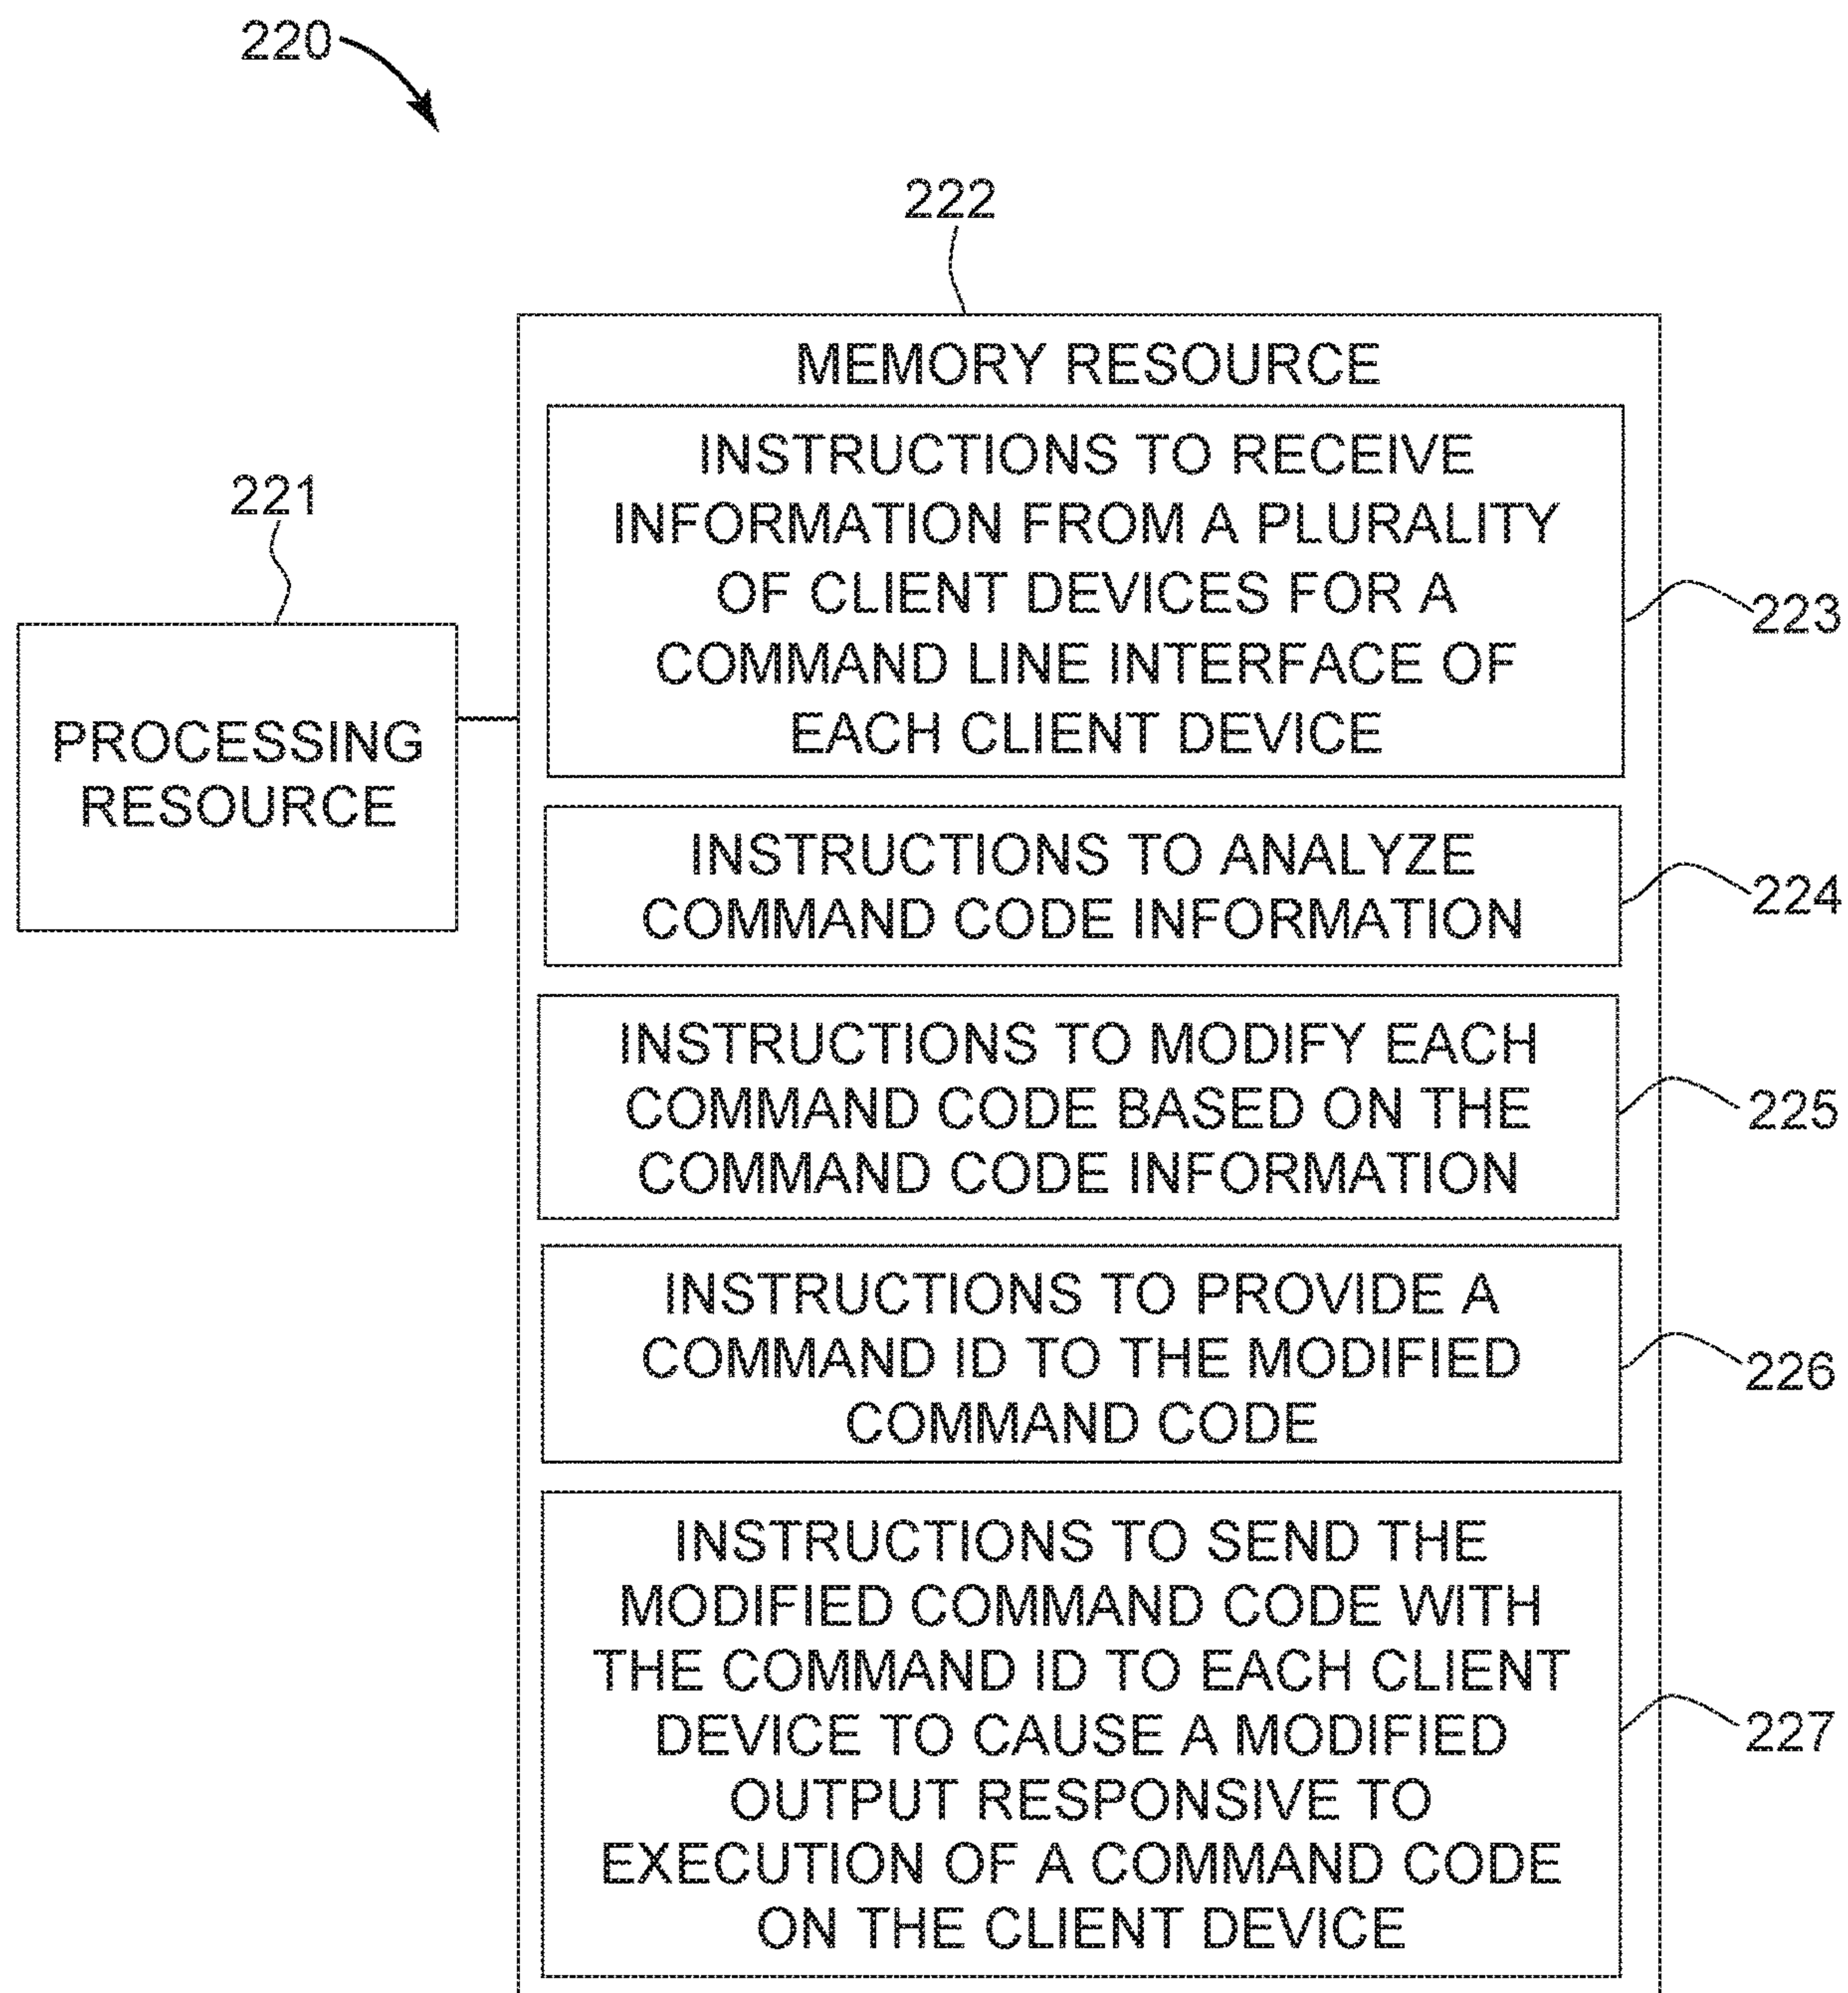 220
222
MEMORY RESOURCE
INSTRUCTIONS TO RECEIVE
INFORMATION FROM A PLURALITY
OF CLIENT DEVICES FOR A
COMMAND LINE INTERFACE OF
EACH CLIENT DEVICE
223
221
PROCESSING
RESOURCE
INSTRUCTIONS TO ANALYZE
COMMAND CODE INFORMATION
224
INSTRUCTIONS TO MODIFY EACH
COMMAND CODE BASED ON THE
COMMAND CODE INFORMATION
225
INSTRUCTIONS TO PROVIDE A
COMMAND ID TO THE MODIFIED
COMMAND CODE
226
INSTRUCTIONS TO SEND THE
MODIFIED COMMAND CODE WITH
THE COMMAND ID TO EACH CLIENT
DEVICE TO CAUSE A MODIFIED
OUTPUT RESPONSIVE TO
EXECUTION OF A COMMAND CODE
ON THE CLIENT DEVICE
227